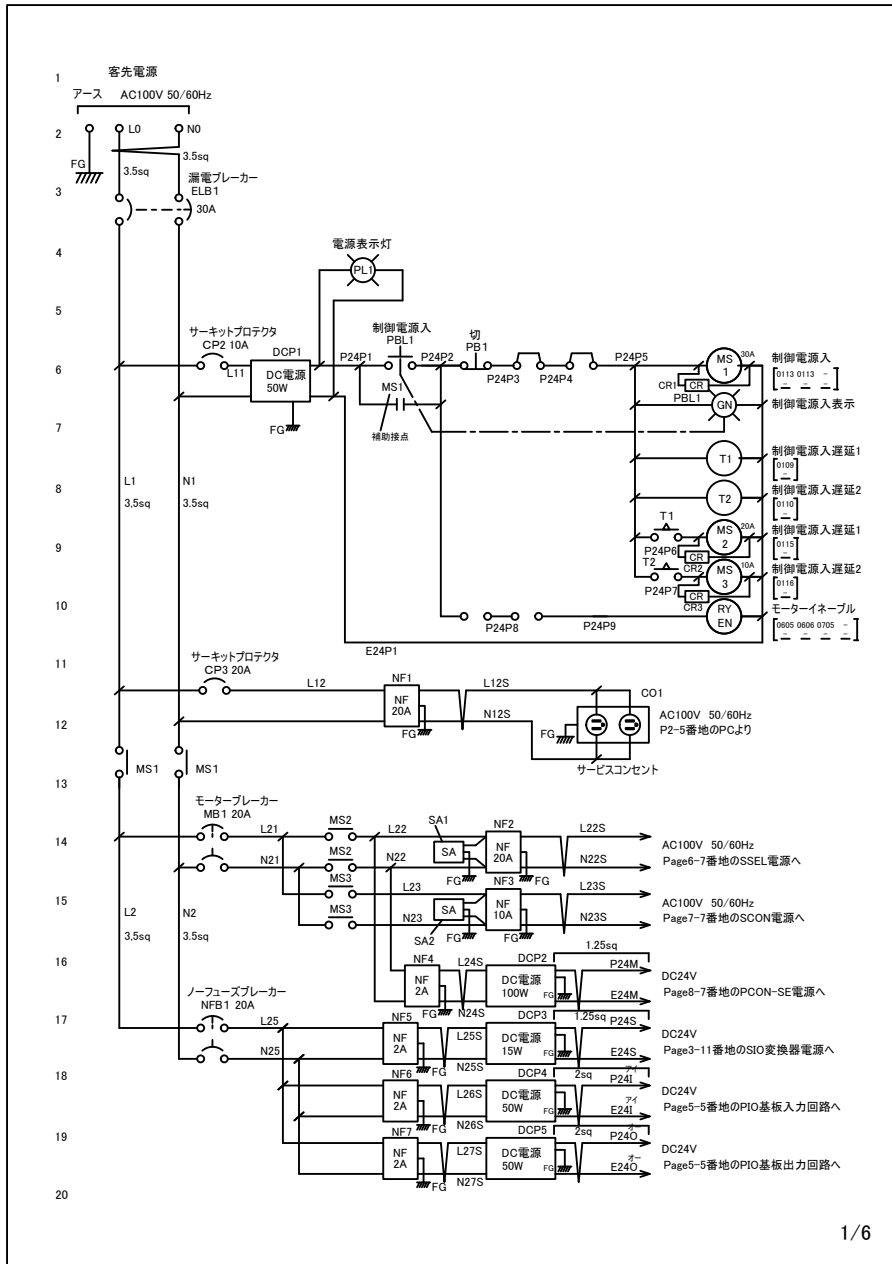 1
客先電源
アース AC100V 50/60Hz
2
L0
N0
FG
3.5sq
3.5sq
3
漏電ブレーカー
ELB1
30A
4
電源表示灯
PL1
5
サーキットプロテクタ
CP2 10A
DCP1
制御電源入
PBL1
切
PB1
6
L11
DC電源
50W
P24P1
P24P2
P24P3
P24P4
P24P5
MS
1
30A
制御電源入
0113 0113 -
- - -
MS1
CR1
CR
PBL1
GN
制御電源入表示
7
FG
補助接点
T1
制御電源入遅延1
0109
-
L1
N1
8
3,5sq
3.5sq
T2
制御電源入遅延2
0110
-
T1
MS
2
20A
制御電源入遅延1
0115
-
9
P24P6
CR2
CR
T2
MS
3
10A
制御電源入遅延2
0116
-
P24P7
CR3
CR
10
P24P8
P24P9
RY
EN
モーターイネーブル
0605 0606 0705 -
- - - -
E24P1
11
サーキットプロテクタ
CP3 20A
L12
NF1
L12S
CO1
NF
20A
AC100V 50/60Hz
P2-5番地のPCより
12
N12S
FG
FG
MS1
MS1
サービスコンセント
13
モーターブレーカー
MB1 20A
14
L21
MS2
L22
SA1
SA
NF2
NF
20A
L22S
AC100V 50/60Hz
Page6-7番地のSSEL電源へ
N21
MS2
N22
FG
FG
N22S
MS3
L23
NF3
L23S
15
SA
NF
10A
AC100V 50/60Hz
Page7-7番地のSCON電源へ
L2
N2
MS3
N23
FG
FG
N23S
3,5sq
3.5sq
SA2
16
NF4
NF
2A
L24S
DCP2
1.25sq
DC電源
100W
FG
P24M
DC24V
Page8-7番地のPCON-SE電源へ
FG
N24S
E24M
17
ノーフューズブレーカー
NFB1 20A
L25
NF5
NF
2A
L25S
DCP3
1.25sq
DC電源
15W
FG
P24S
DC24V
Page3-11番地のSIO変換器電源へ
N25
FG
N25S
E24S
18
NF6
NF
2A
L26S
DCP4
2sq
DC電源
50W
FG
アイ
P24I
DC24V
Page5-5番地のPIO基板入力回路へ
FG
N26S
アイ
E24I
19
NF7
NF
2A
L27S
DCP5
2sq
DC電源
50W
FG
オー
P24O
DC24V
Page5-5番地のPIO基板出力回路へ
FG
N27S
オー
E24O
20
1/6